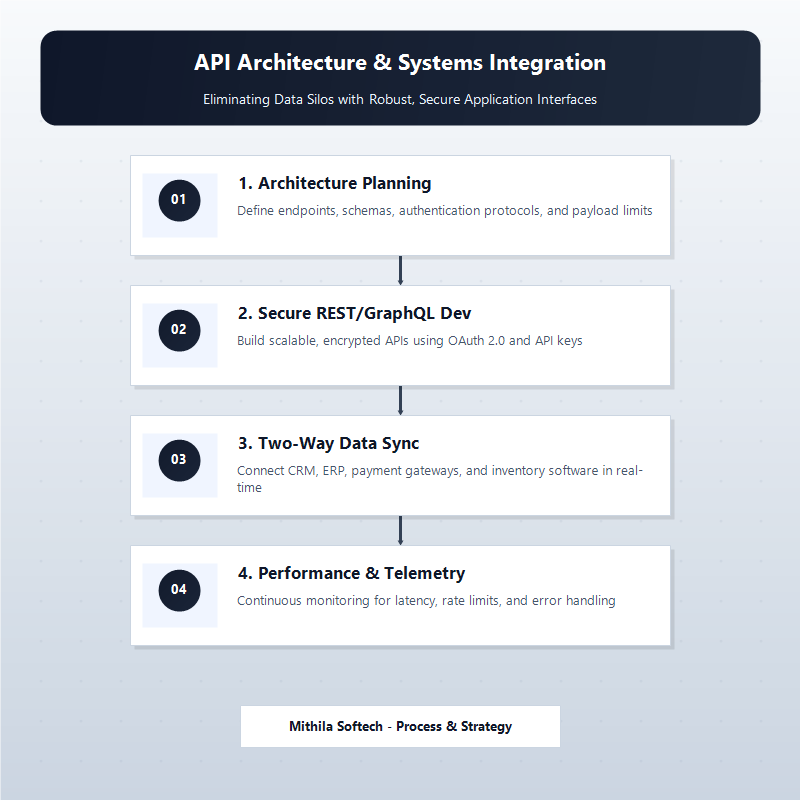 API Architecture & Systems Integration
Eliminating Data Silos with Robust, Secure Application Interfaces
01
1. Architecture Planning
Define endpoints, schemas, authentication protocols, and payload limits
02
2. Secure REST/GraphQL Dev
Build scalable, encrypted APIs using OAuth 2.0 and API keys
03
3. Two-Way Data Sync
Connect CRM, ERP, payment gateways, and inventory software in real-
time
04
4. Performance & Telemetry
Continuous monitoring for latency, rate limits, and error handling
Mithila Softech - Process & Strategy